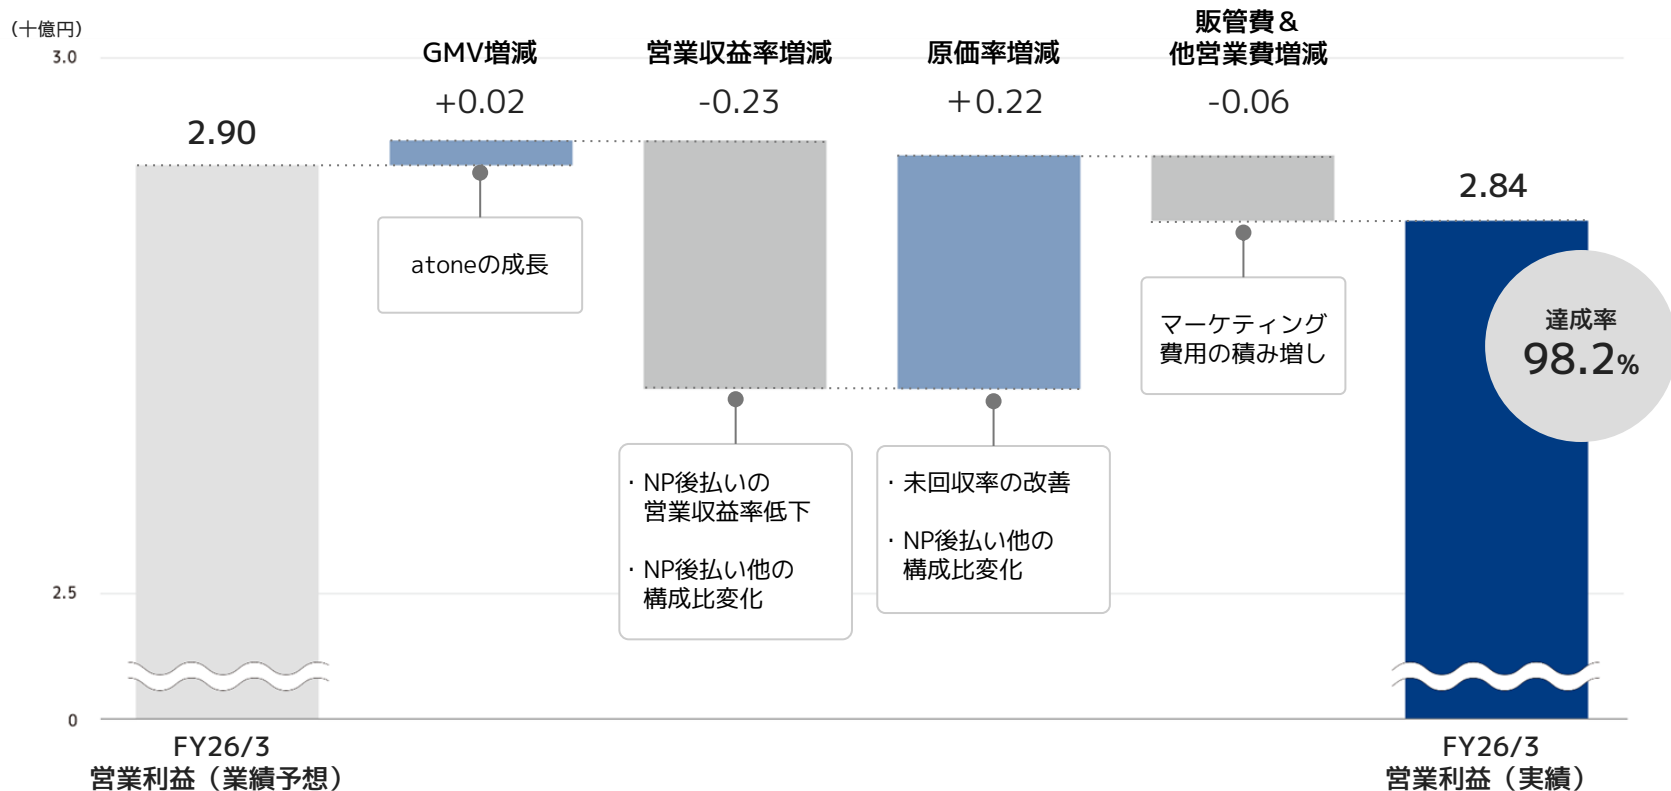 （十億円）
3.0
GMV増減
+0.02
営業収益率増減
-0.23
原価率増減
＋0.22
販管費＆
他営業費増減
-0.06
2.90
2.84
atoneの成長
マーケティング
費用の積み増し
達成率
98.2%
・NP後払いの
営業収益率低下
・NP後払い他の
構成比変化
・未回収率の改善
・NP後払い他の
構成比変化
2.5
0
FY26/3
営業利益（業績予想）
FY26/3
営業利益（実績）